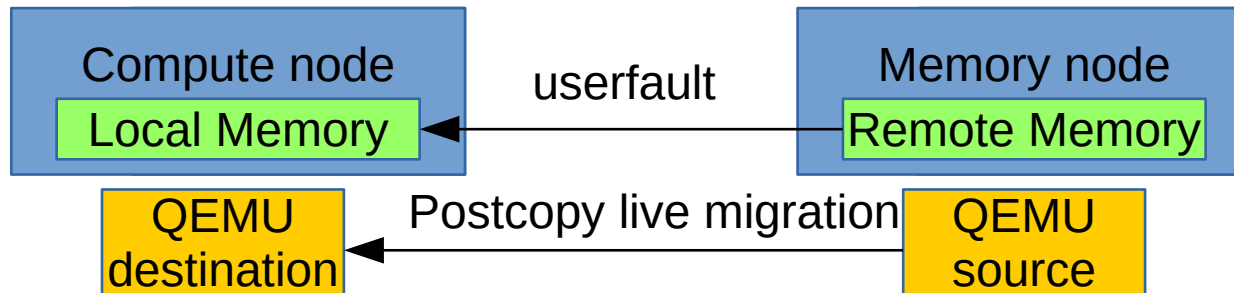 Compute node
Memory node
userfault
Local Memory
Remote Memory
Postcopy live migration
QEMU
destination
QEMU
source